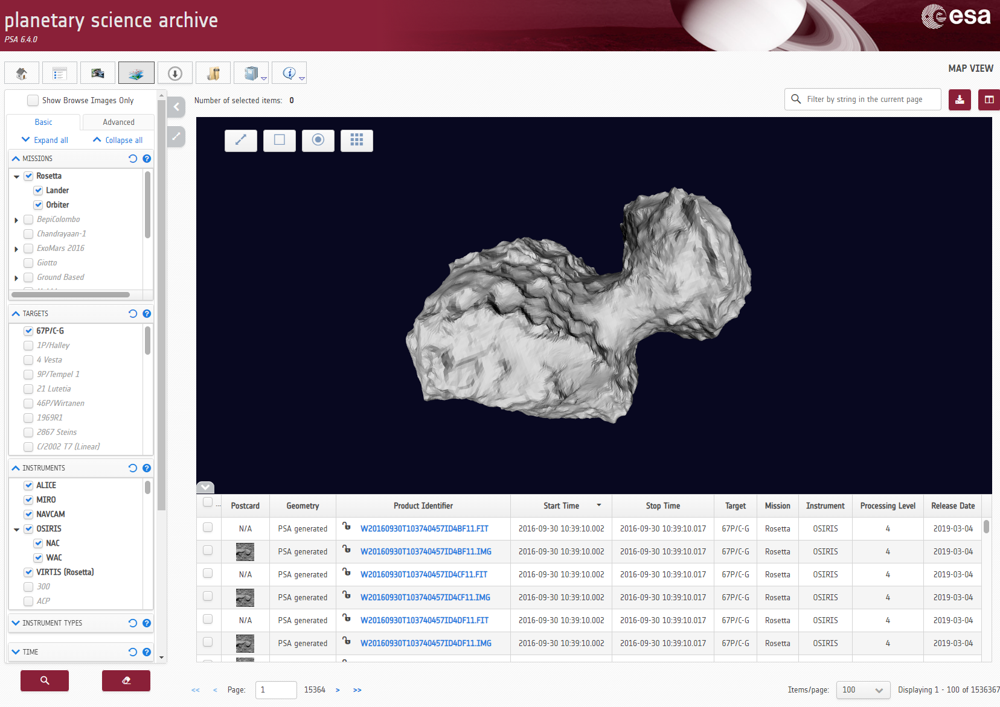 planetary science archive
PSA 6.4.0
esa
MAP VIEW
Show Browse Images Only
Number of selected items: 0
Filter by string in the current page
Basic
Advanced
Expand all
Collapse all
MISSIONS
Rosetta
Lander
Orbiter
BepiColombo
Chandrayaan-1
ExoMars 2016
Giotto
Ground Based
TARGETS
67P/C-G
1P/Halley
4 Vesta
9P/Tempel 1
21 Lutetia
46P/Wirtanen
1969R1
2867 Steins
C/2002 T7 (Linear)
INSTRUMENTS
ALICE
MIRO
NAVCAM
OSIRIS
NAC
WAC
VIRTIS (Rosetta)
300
ACP
INSTRUMENT TYPES
TIME
... Postcard Geometry Product Identifier Start Time Stop Time Target Mission Instrument Processing Level Release Date
N/A PSA generated W20160930T103740457ID4BF11.FIT 2016-09-30 10:39:10.002 2016-09-30 10:39:10.017 67P/C-G Rosetta OSIRIS 4 2019-03-04
PSA generated W20160930T103740457ID4BF11.IMG 2016-09-30 10:39:10.002 2016-09-30 10:39:10.017 67P/C-G Rosetta OSIRIS 4 2019-03-04
N/A PSA generated W20160930T103740457ID4CF11.FIT 2016-09-30 10:39:10.002 2016-09-30 10:39:10.017 67P/C-G Rosetta OSIRIS 4 2019-03-04
PSA generated W20160930T103740457ID4CF11.IMG 2016-09-30 10:39:10.002 2016-09-30 10:39:10.017 67P/C-G Rosetta OSIRIS 4 2019-03-04
N/A PSA generated W20160930T103740457ID4DF11.FIT 2016-09-30 10:39:10.002 2016-09-30 10:39:10.017 67P/C-G Rosetta OSIRIS 4 2019-03-04
PSA generated W20160930T103740457ID4DF11.IMG 2016-09-30 10:39:10.002 2016-09-30 10:39:10.017 67P/C-G Rosetta OSIRIS 4 2019-03-04
<< < Page: 1 15364 > >>
Items/page: 100 Displaying 1 - 100 of 1536367